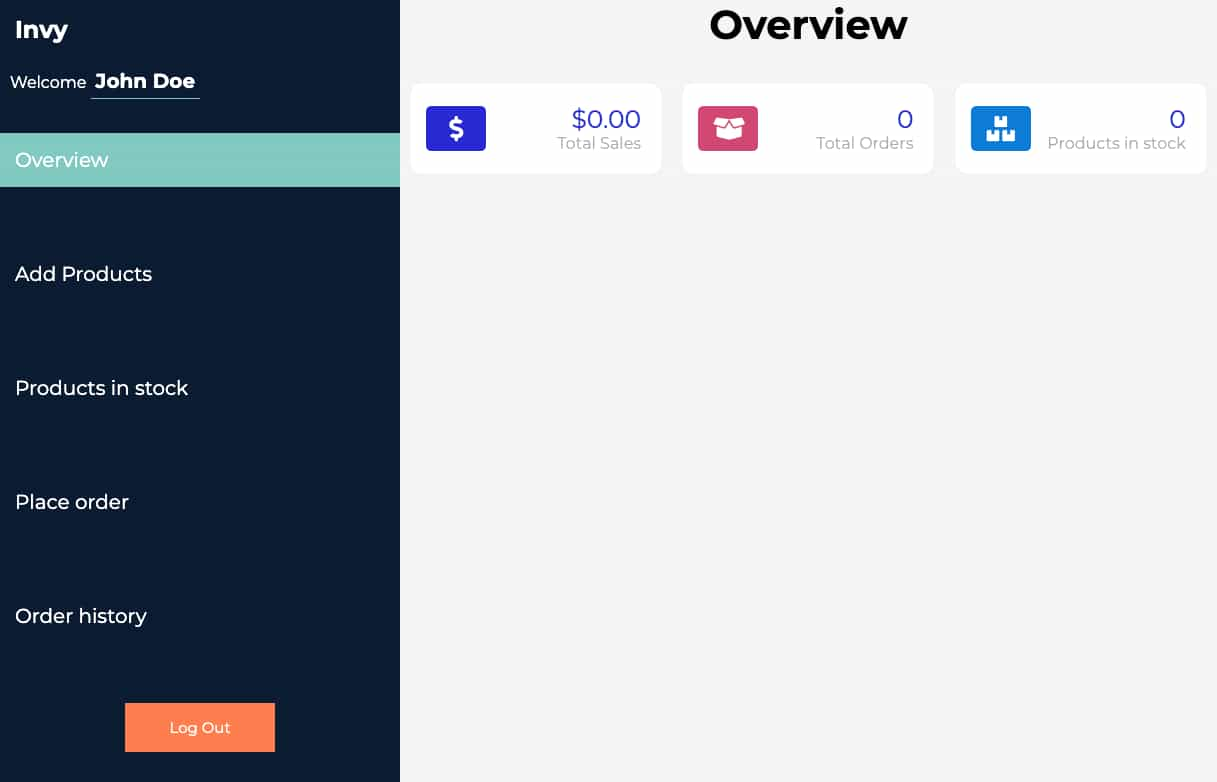 Invy
Welcome John Doe
Overview
Add Products
Products in stock
Place order
Order history
Log Out
Overview
$
$0.00
Total Sales
0
Total Orders
0
Products in stock